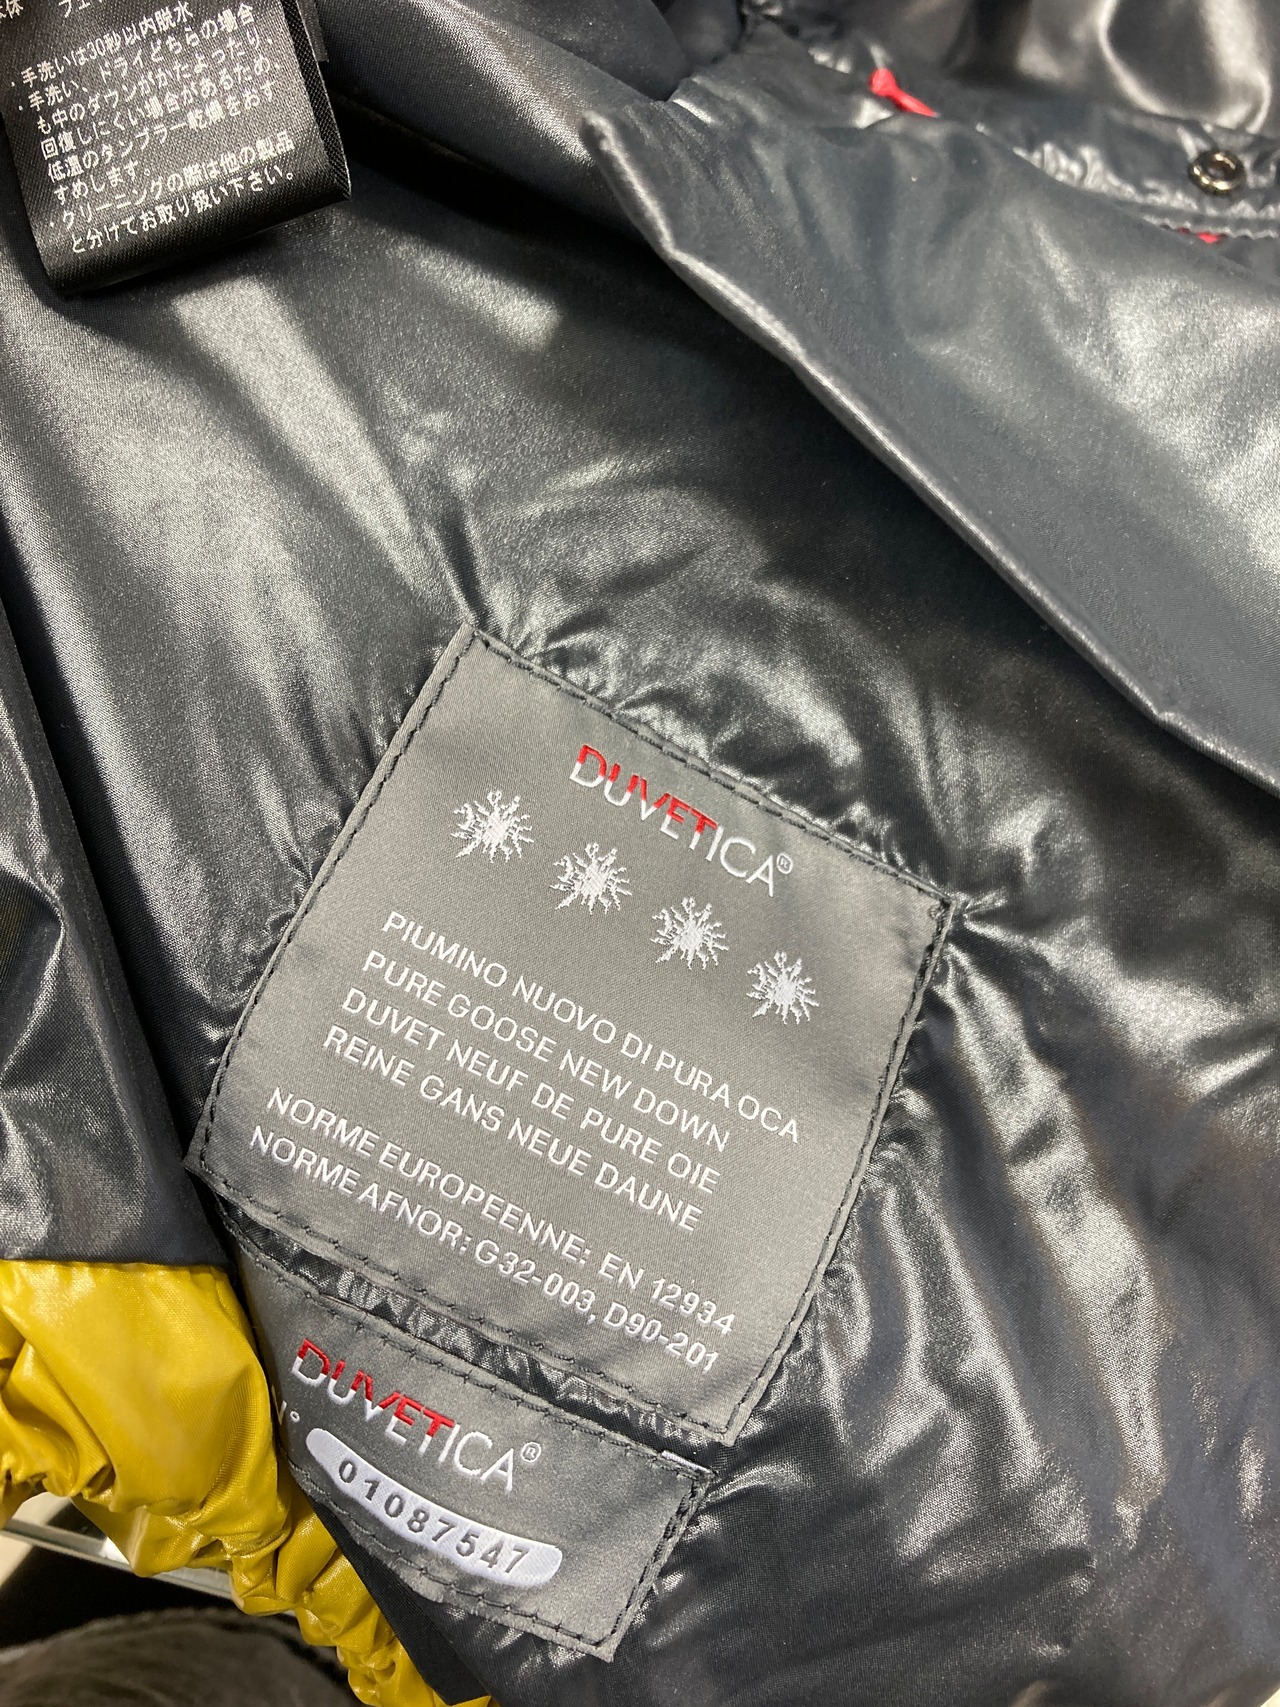 ・手洗いは30秒以内脱水
・手洗い、ドライどちらの場合
も中のダウンがかたよったり、
回復しにくい場合があるため、
低温のタンブラー乾燥をおす
すめします。
・クリーニングの際は他の製品
と分けてお取り扱い下さい。
DUVETICA®
PIUMINO NUOVO DI PURA OCA
PURE GOOSE NEW DOWN
DUVET NEUF DE PURE OIE
REINE GANS NEUE DAUNE
NORME EUROPEENNE: EN 12934
NORME AFNOR: G32-003, D90-201
DUVETICA®
01087547